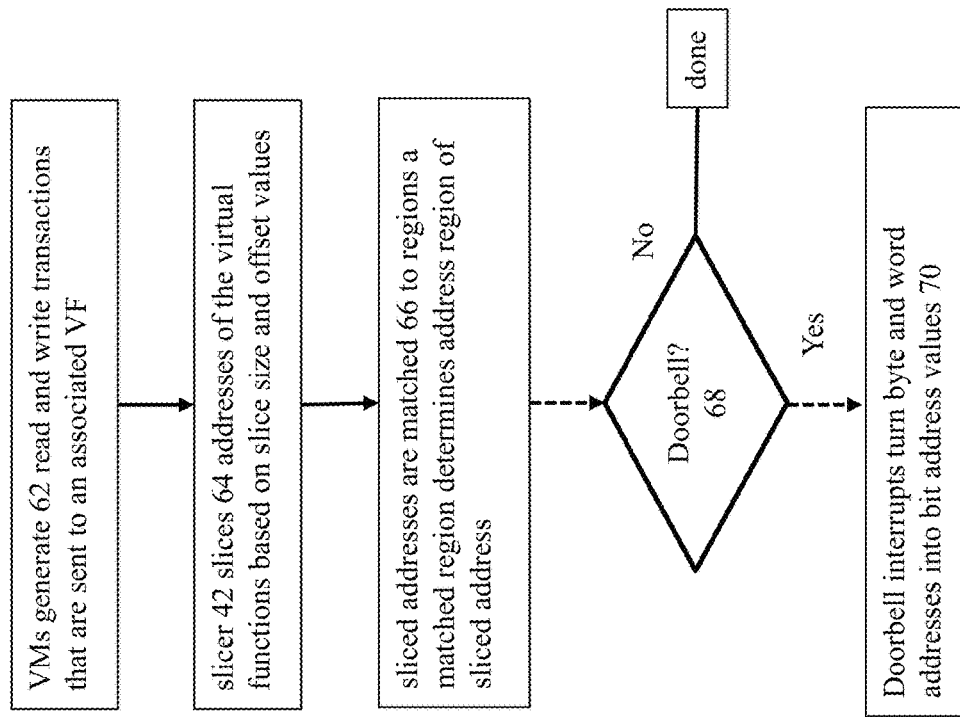 VMs generate 62 read and write transactions
that are sent to an associated VF
slicer 42 slices 64 addresses of the virtual
functions based on slice size and offset values
sliced addresses are matched 66 to regions a
matched region determines address region of
sliced address
Doorbell?
68
No
done
Yes
Doorbell interrupts turn byte and word
addresses into bit address values 70